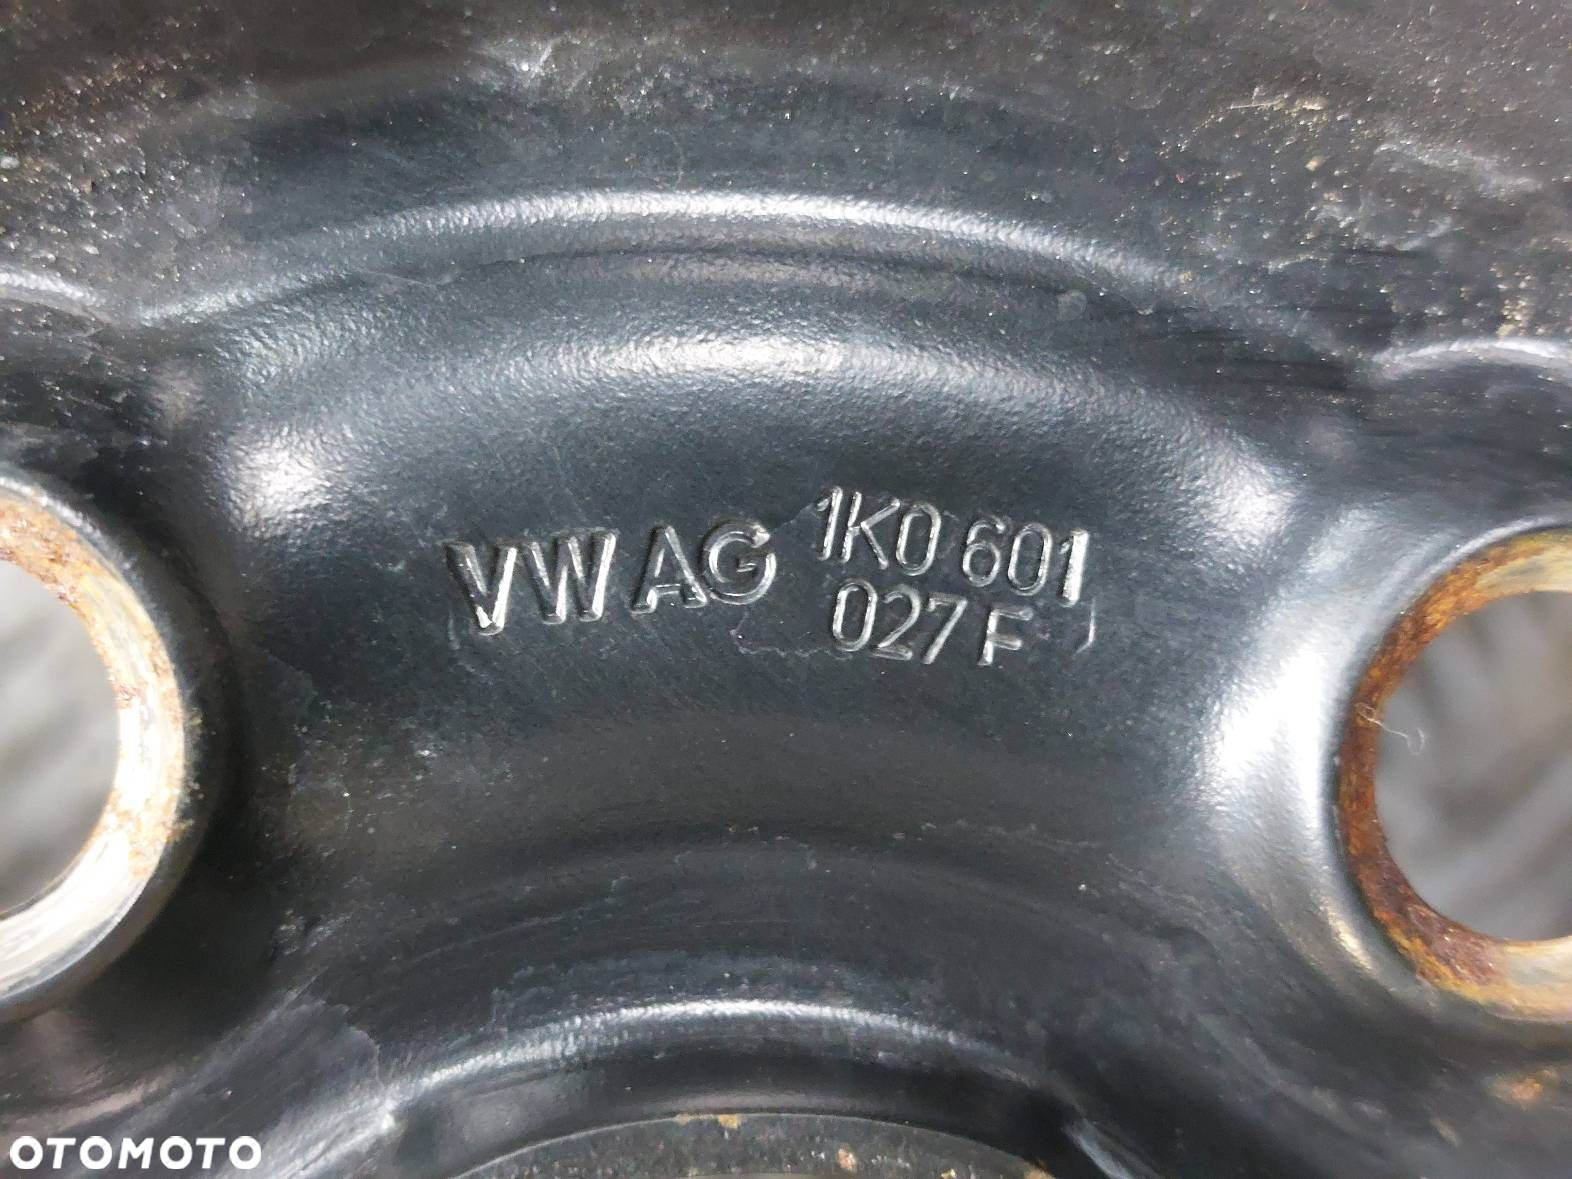 VW AG
1K0 601
027 F
OTOMOTO